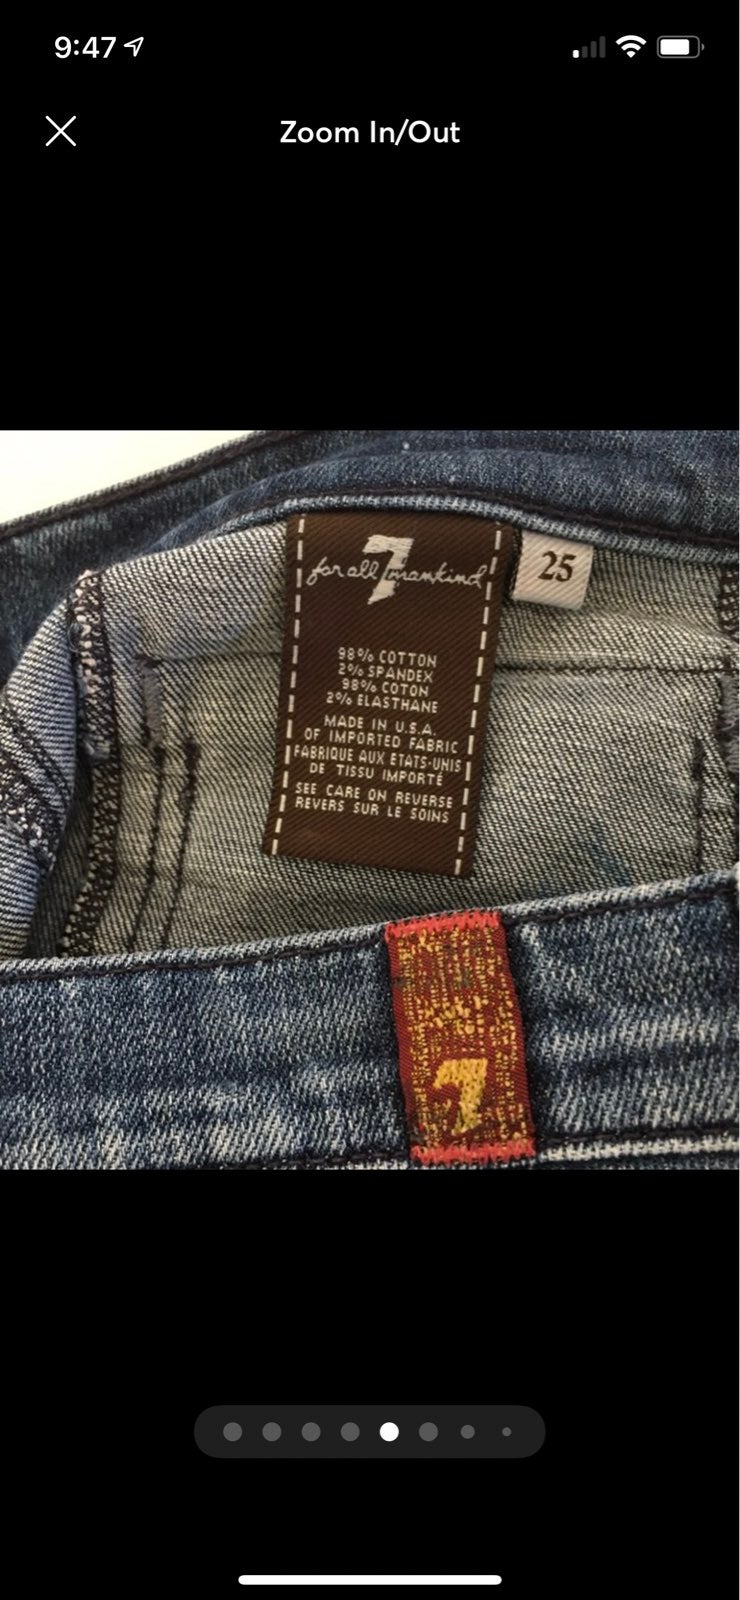 9:47
Zoom In/Out
7
for all mankind
25
98% COTTON
2% SPANDEX
98% COTON
2% ELASTHANE
MADE IN U.S.A.
OF IMPORTED FABRIC
FABRIQUE AUX ETATS-UNIS
DE TISSU IMPORTÉ
SEE CARE ON REVERSE
REVERS SUR LE SOINS
7